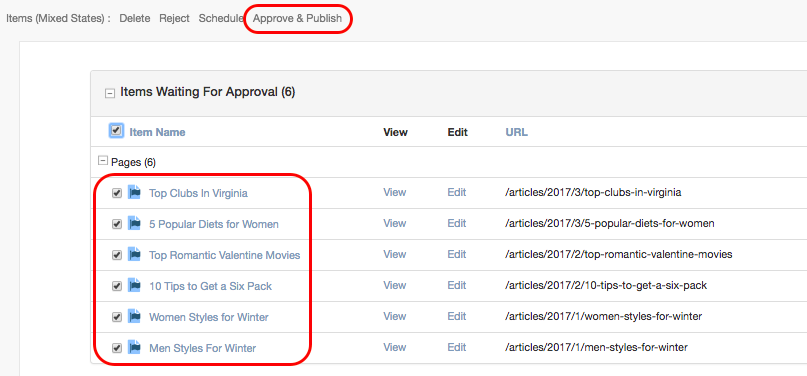 Items (Mixed States) : Delete Reject Schedule Approve & Publish
Items Waiting For Approval (6)
Item Name View Edit URL
Pages (6)
Top Clubs In Virginia View Edit /articles/2017/3/top-clubs-in-virginia
5 Popular Diets for Women View Edit /articles/2017/3/5-popular-diets-for-women
Top Romantic Valentine Movies View Edit /articles/2017/2/top-romantic-valentine-movies
10 Tips to Get a Six Pack View Edit /articles/2017/2/10-tips-to-get-a-six-pack
Women Styles for Winter View Edit /articles/2017/1/women-styles-for-winter
Men Styles For Winter View Edit /articles/2017/1/men-styles-for-winter